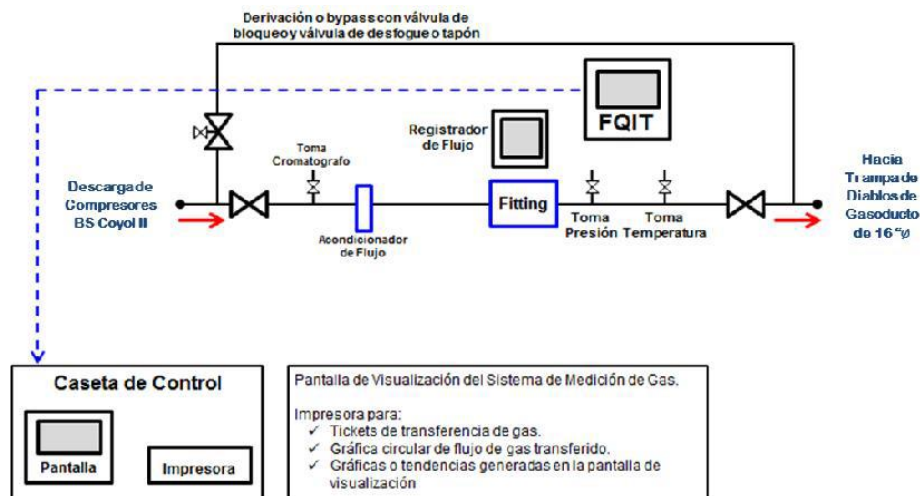 Derivación o bypass con válvula de
bloqueo y válvula de desfogue o tapón
FQIT
Registrador
de Flujo
Toma
Cromatografo
Descarga de
Compresores
BS Coyol II
Fitting
Hacia
Trampa de
Diablos de
Gasoducto
de 16 "ø
Acondicionador
de Flujo
Toma
Presión
Toma
Temperatura
Caseta de Control
Pantalla
Impresora
Pantalla de Visualización del Sistema de Medición de Gas.
Impresora para:
✓ Tickets de transferencia de gas.
✓ Gráfica circular de flujo de gas transferido.
✓ Gráficas o tendencias generadas en la pantalla de
visualización